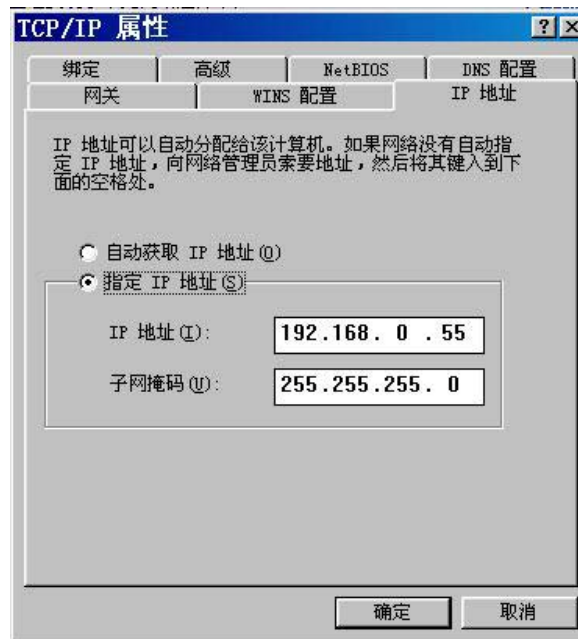 TCP/IP 属性
绑定 高级 NetBIOS DNS 配置
网关 WINS 配置 IP 地址
IP 地址可以自动分配给该计算机。如果网络没有自动指
定 IP 地址，向网络管理员索要地址，然后将其键入到下
面的空格处。
自动获取 IP 地址(O)
指定 IP 地址(S)
IP 地址(I): 192.168. 0 .55
子网掩码(U): 255.255.255. 0
确定 取消